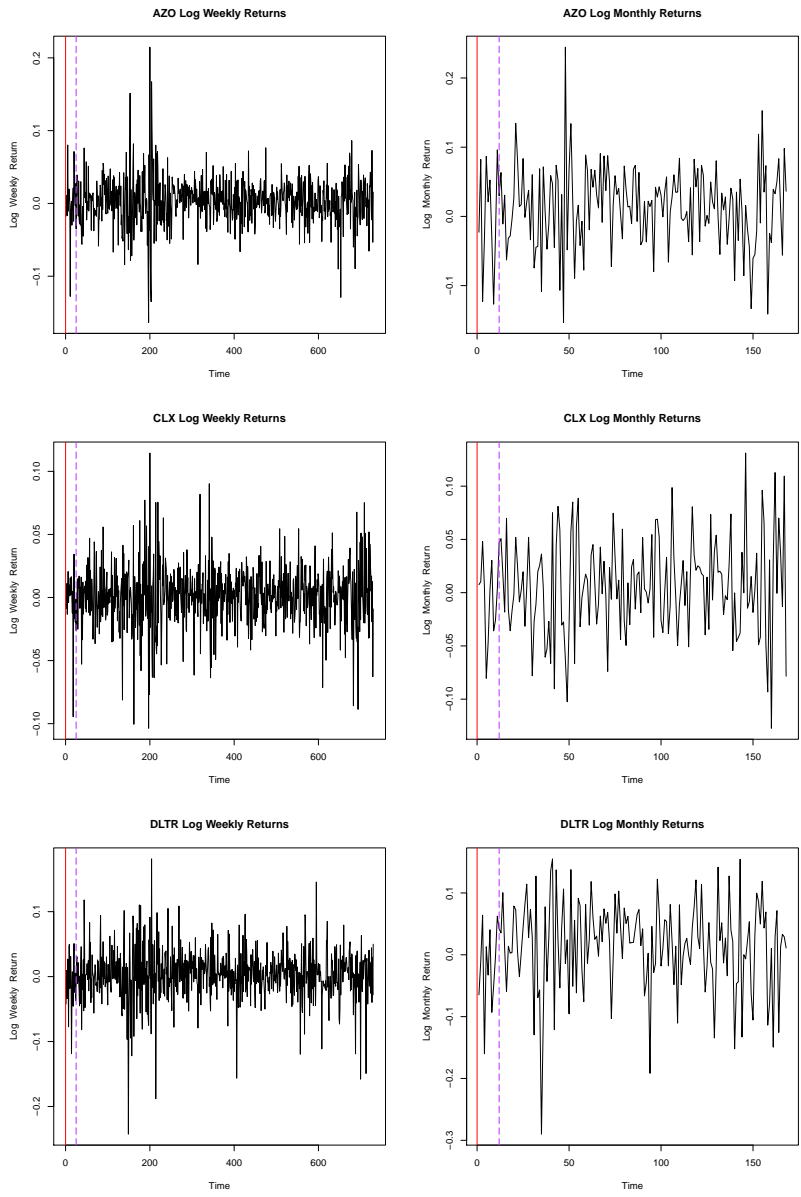 AZO Log Weekly Returns
Log Weekly Return
0.2
0.1
0.0
−0.1
0
200
400
600
Time
AZO Log Monthly Returns
Log Monthly Return
0.2
0.1
0.0
−0.1
0
50
100
150
Time
CLX Log Weekly Returns
Log Weekly Return
0.10
0.05
0.00
−0.05
−0.10
0
200
400
600
Time
CLX Log Monthly Returns
Log Monthly Return
0.10
0.05
0.00
−0.05
−0.10
0
50
100
150
Time
DLTR Log Weekly Returns
Log Weekly Return
0.1
0.0
−0.1
−0.2
0
200
400
600
Time
DLTR Log Monthly Returns
Log Monthly Return
0.1
0.0
−0.1
−0.2
−0.3
0
50
100
150
Time